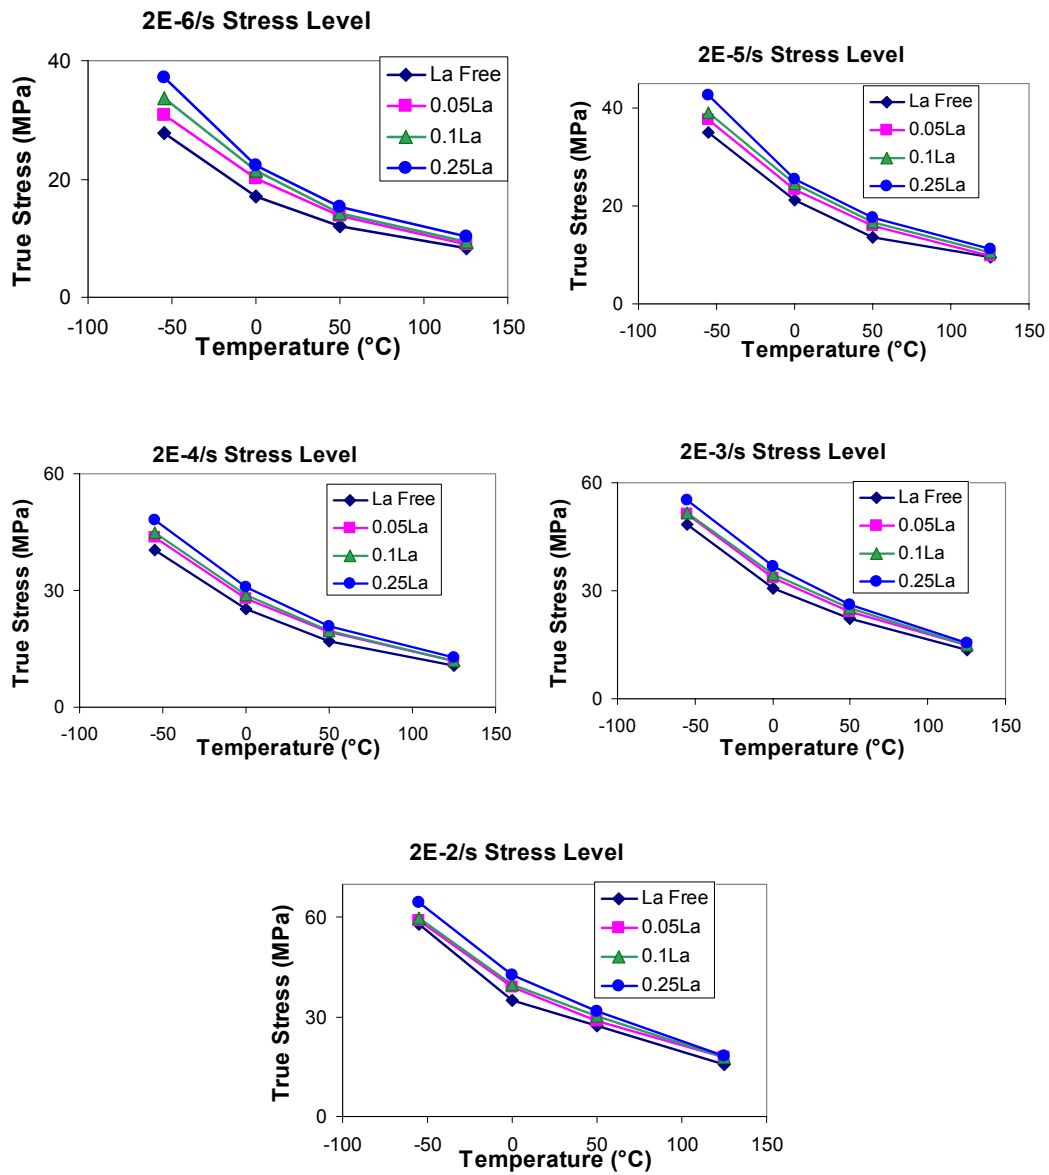 2E-6/s Stress Level
True Stress (MPa)
40
20
0
-100 -50 0 50 100 150
Temperature (°C)
La Free
0.05La
0.1La
0.25La
2E-5/s Stress Level
True Stress (MPa)
40
20
0
-100 -50 0 50 100 150
Temperature (°C)
La Free
0.05La
0.1La
0.25La
2E-4/s Stress Level
True Stress (MPa)
60
30
0
-100 -50 0 50 100 150
Temperature (°C)
La Free
0.05La
0.1La
0.25La
2E-3/s Stress Level
True Stress (MPa)
60
30
0
-100 -50 0 50 100 150
Temperature (°C)
La Free
0.05La
0.1La
0.25La
2E-2/s Stress Level
True Stress (MPa)
60
30
0
-100 -50 0 50 100 150
Temperature (°C)
La Free
0.05La
0.1La
0.25La